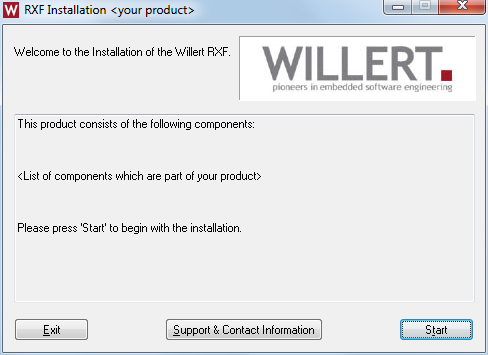 W RXF Installation <your product>
Welcome to the Installation of the Willert RXF.
WILLERT.
pioneers in embedded software engineering
This product consists of the following components:
<List of components which are part of your product>
Please press 'Start' to begin with the installation.
Exit Support & Contact Information Start